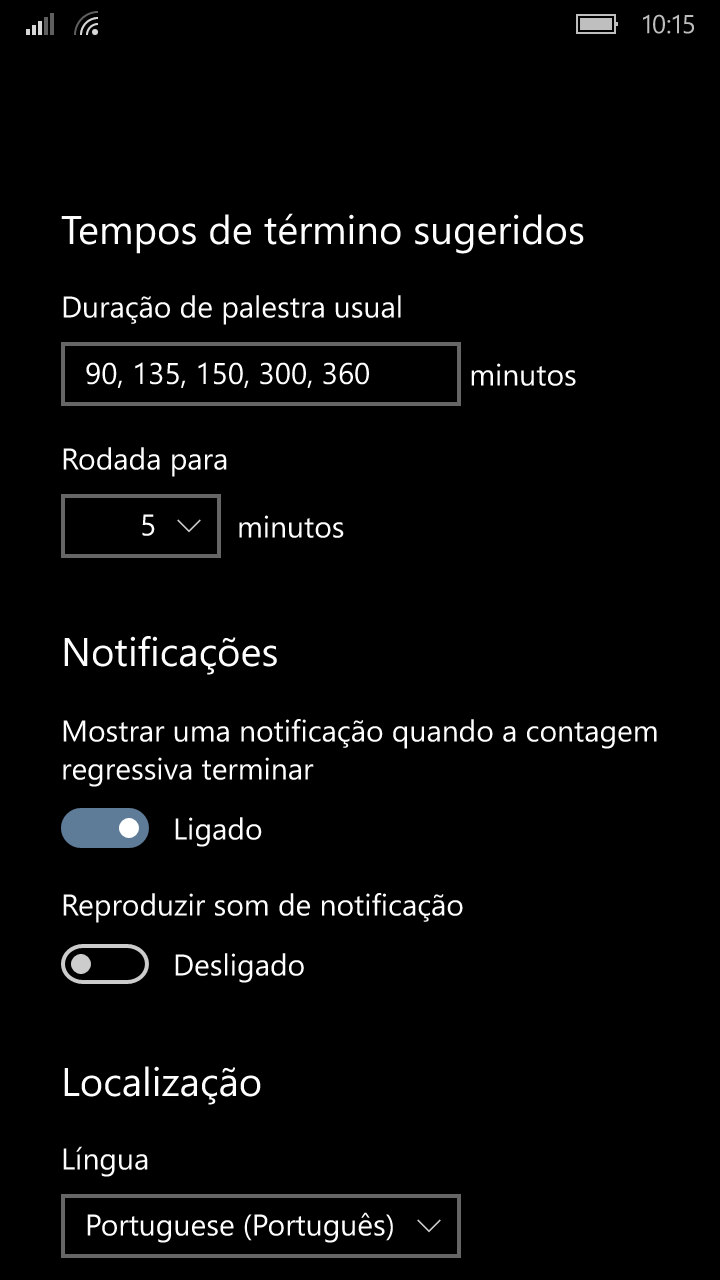 10:15
Tempos de término sugeridos
Duração de palestra usual
90, 135, 150, 300, 360 minutos
Rodada para
5 minutos
Notificações
Mostrar uma notificação quando a contagem
regressiva terminar
Ligado
Reproduzir som de notificação
Desligado
Localização
Língua
Portuguese (Português)